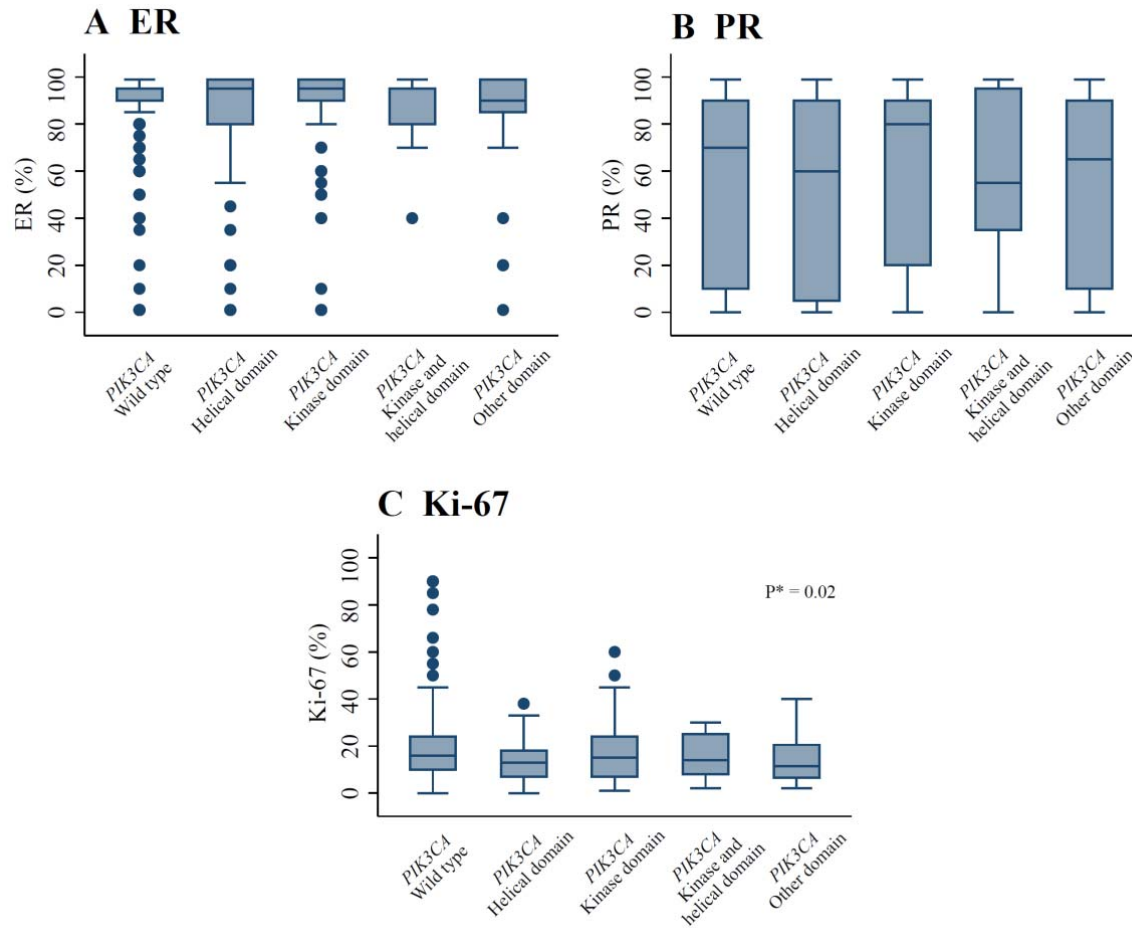 A ER
ER (%)
100
80
60
40
20
0
PIK3CA
Wild type
PIK3CA
Helical domain
PIK3CA
Kinase domain
PIK3CA
Kinase and
helical domain
PIK3CA
Other domain
B PR
PR (%)
100
80
60
40
20
0
PIK3CA
Wild type
PIK3CA
Helical domain
PIK3CA
Kinase domain
PIK3CA
Kinase and
helical domain
PIK3CA
Other domain
C Ki-67
Ki-67 (%)
100
80
60
40
20
0
P* = 0.02
PIK3CA
Wild type
PIK3CA
Helical domain
PIK3CA
Kinase domain
PIK3CA
Kinase and
helical domain
PIK3CA
Other domain